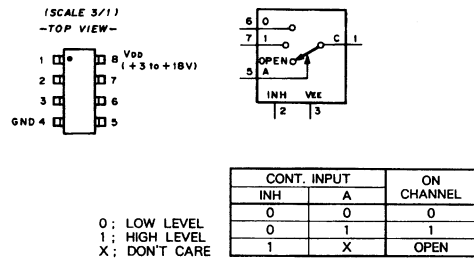 (SCALE 3/1)
-TOP VIEW-
1 8 VDD
(+3 to +18V)
2 7
3 6
GND 4 5
6 0
7 1 C 1
OPEN
5 A
INH VEE
2 3
CONT. INPUT ON CHANNEL
INH A
0 0 0
0 1 1
1 X OPEN
0 ; LOW LEVEL
1 ; HIGH LEVEL
X ; DON'T CARE